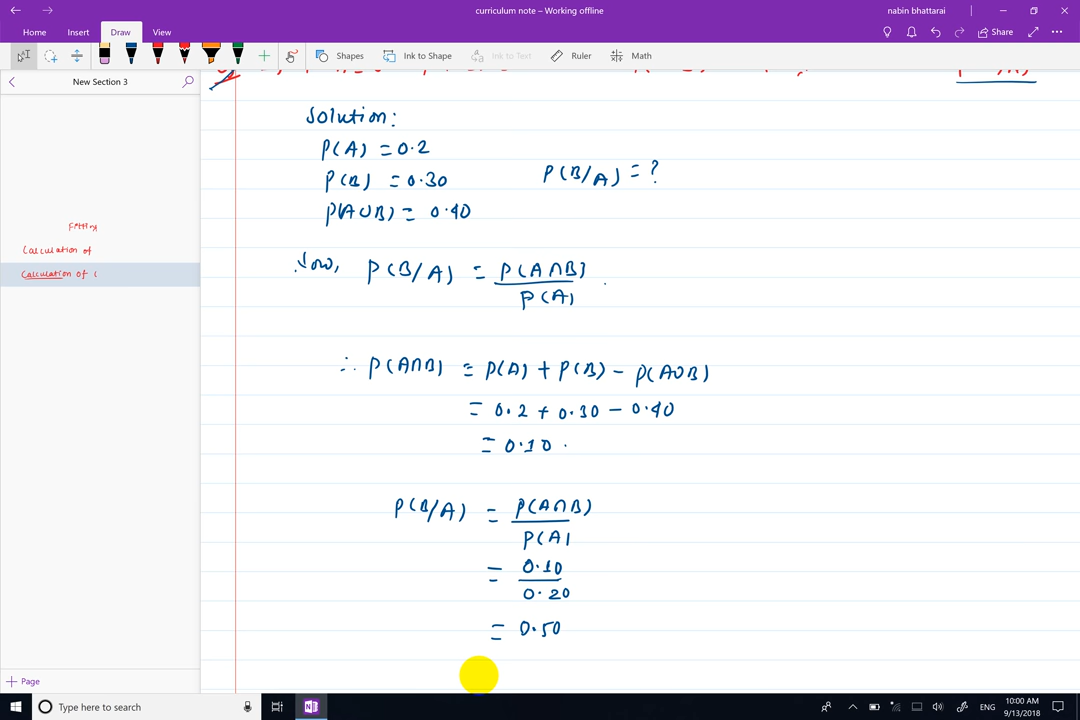 curriculum note – Working offline
nabin bhattarai
Home Insert Draw View
Share
Shapes Ink to Shape Ink to Text Ruler Math
New Section 3
Calculation of
Calculation of (
Page
Solution:
P(A) = 0.2
P(B) = 0.30
P(A∪B) = 0.40
P(B/A) = ?
Now, P(B/A) = P(A∩B)
P(A)
∴ P(A∩B) = P(A) + P(B) - P(A∪B)
= 0.2 + 0.30 - 0.40
= 0.10
P(B/A) = P(A∩B)
P(A)
= 0.10
0.20
= 0.50
Type here to search
ENG
10:00 AM
9/13/2018